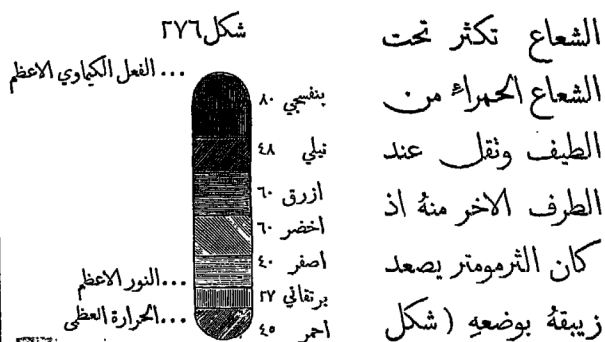 الشعاع تكثر تحت
الشعاع الحمراءُ من
الطيف وتقل عند
الطرف الاخر منهُ اذ
كان الثرمومتر يصعد
زيبقهُ بوضعهِ (شكل
شكل ٢٧٦
... الفعل الكيماوي الاعظم
بنفسجي ٨٠
نيلي ٤٨
ازرق ٦٠
اخضر ٦٠
اصفر ٤٠
...النور الاعظم
برتقاني ٢٧
...الحرارة العظمى
احمر ٤٥